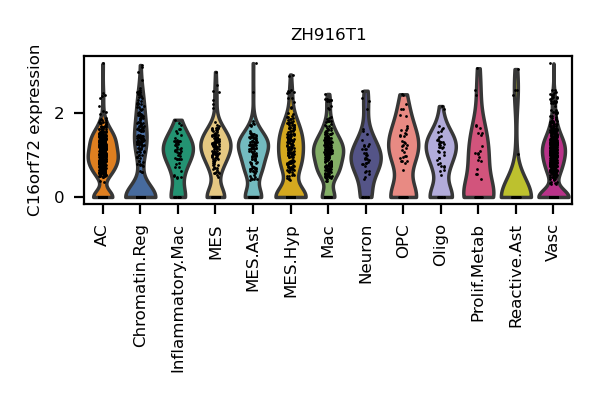 ZH916T1
C16orf72 expression
2
0
AC
Chromatin.Reg
Inflammatory.Mac
MES
MES.Ast
MES.Hyp
Mac
Neuron
OPC
Oligo
Prolif.Metab
Reactive.Ast
Vasc